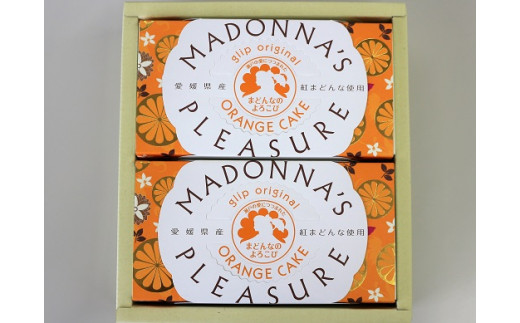 MADONNA'S
glip original
愛媛県産
まどんなの
よろこび
紅まどんな使用
ORANGE CAKE
PLEASURE
MADONNA'S
glip original
愛媛県産
まどんなの
よろこび
紅まどんな使用
ORANGE CAKE
PLEASURE